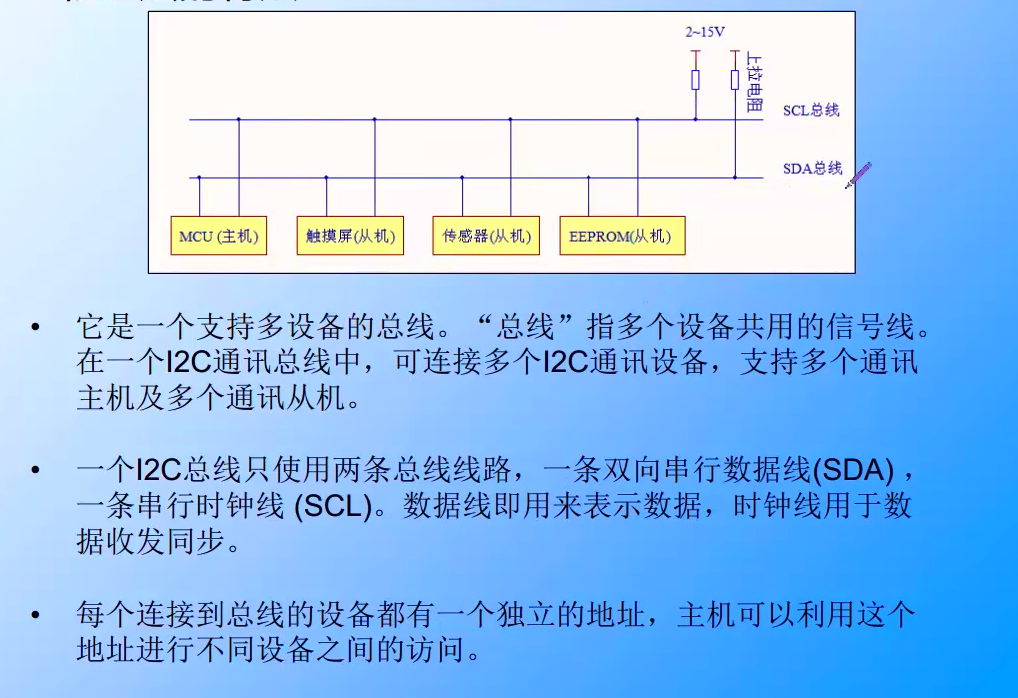 2~15V
上拉电阻
SCL总线
SDA总线
MCU (主机)
触摸屏(从机)
传感器(从机)
EEPROM(从机)
• 它是一个支持多设备的总线。“总线”指多个设备共用的信号线。
在一个I2C通讯总线中，可连接多个I2C通讯设备，支持多个通讯
主机及多个通讯从机。
• 一个I2C总线只使用两条总线线路，一条双向串行数据线(SDA) ，
一条串行时钟线 (SCL)。数据线即用来表示数据，时钟线用于数
据收发同步。
• 每个连接到总线的设备都有一个独立的地址，主机可以利用这个
地址进行不同设备之间的访问。